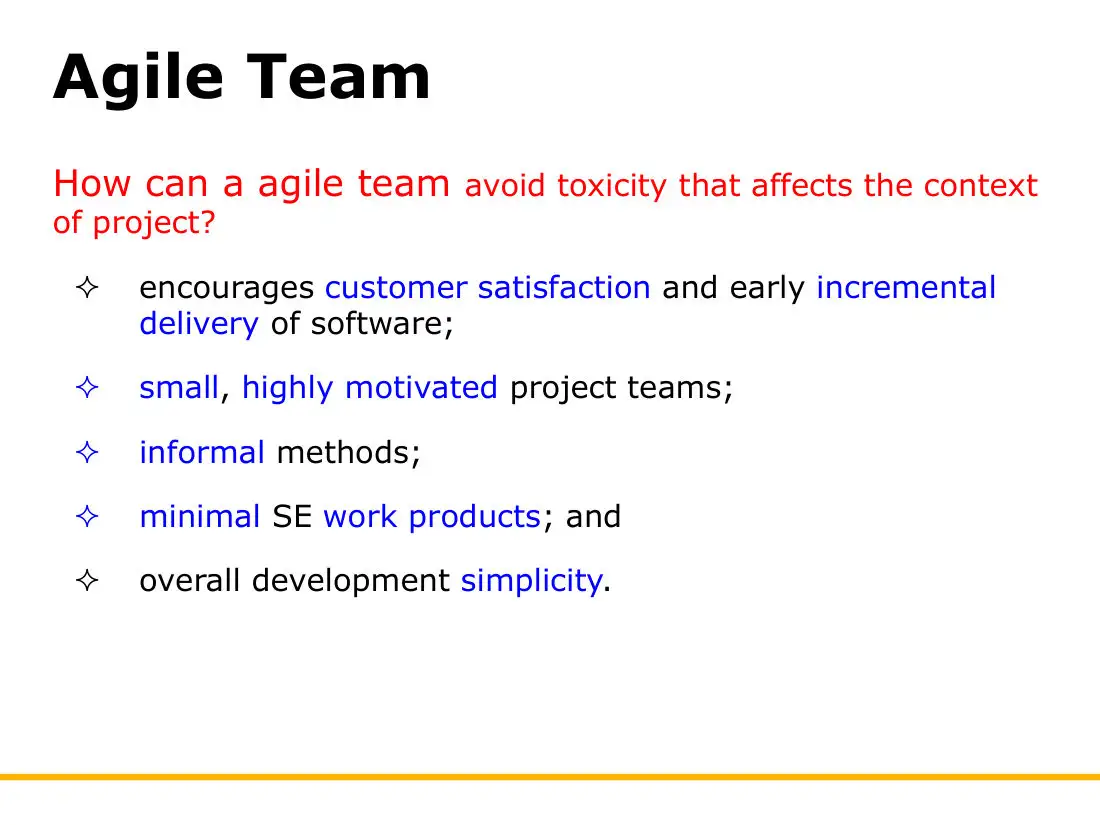 Agile Team
How can a agile team avoid toxicity that affects the context
of project?
encourages customer satisfaction and early incremental
delivery of software;
small, highly motivated project teams;
informal methods;
minimal SE work products; and
overall development simplicity.